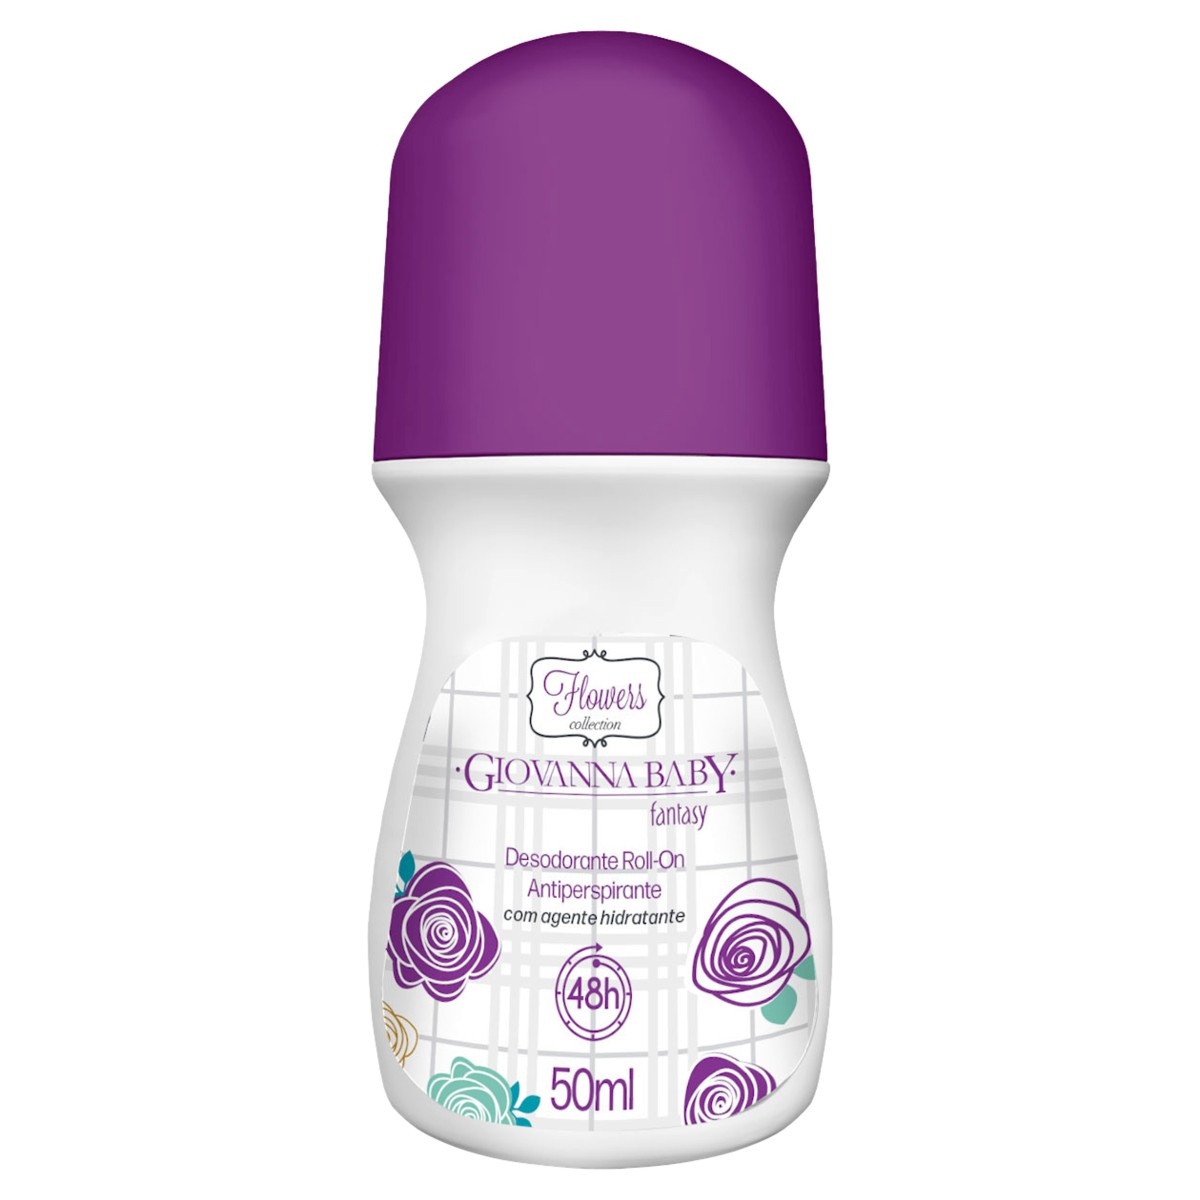 Flowers
collection
·GIOVANNA BABY·
fantasy
Desodorante Roll-On
Antiperspirante
com agente hidratante
48h
50ml